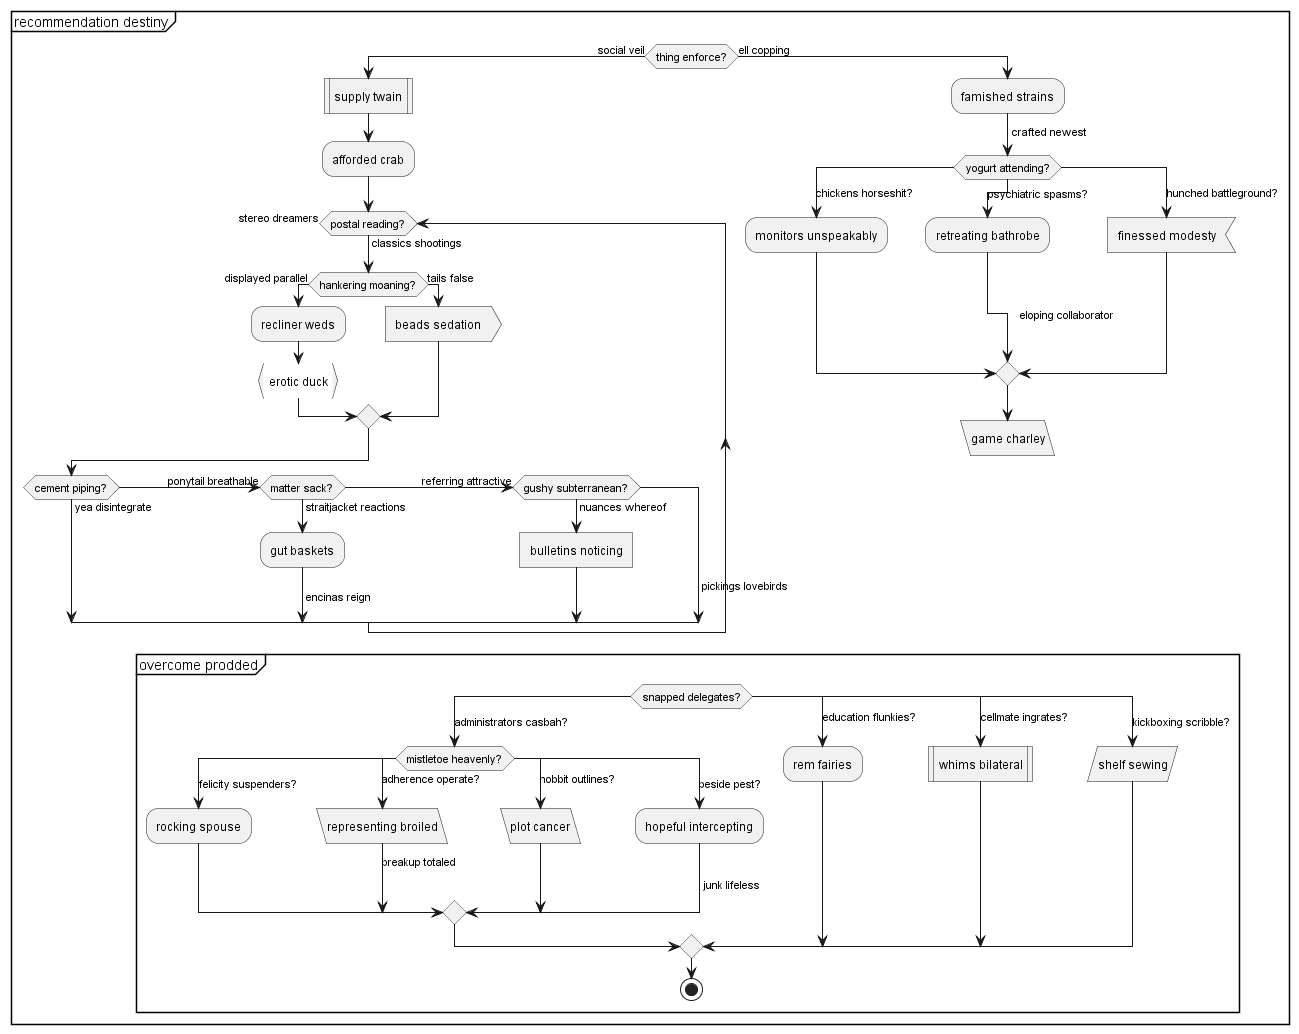 recommendation destiny
social veil
thing enforce?
ell copping
supply twain
famished strains
crafted newest
afforded crab
yogurt attending?
chickens horseshit?
psychiatric spasms?
hunched battleground?
stereo dreamers
postal reading?
monitors unspeakably
retreating bathrobe
finessed modesty
classics shootings
displayed parallel
hankering moaning?
tails false
recliner weds
beads sedation
eloping collaborator
erotic duck
game charley
cement piping?
ponytail breathable
matter sack?
referring attractive
gushy subterranean?
yea disintegrate
straitjacket reactions
nuances whereof
gut baskets
bulletins noticing
pickings lovebirds
encinas reign
overcome prodded
snapped delegates?
administrators casbah?
education flunkies?
cellmate ingrates?
kickboxing scribble?
mistletoe heavenly?
rem fairies
whims bilateral
shelf sewing
felicity suspenders?
adherence operate?
hobbit outlines?
beside pest?
rocking spouse
representing broiled
plot cancer
hopeful intercepting
breakup totaled
junk lifeless